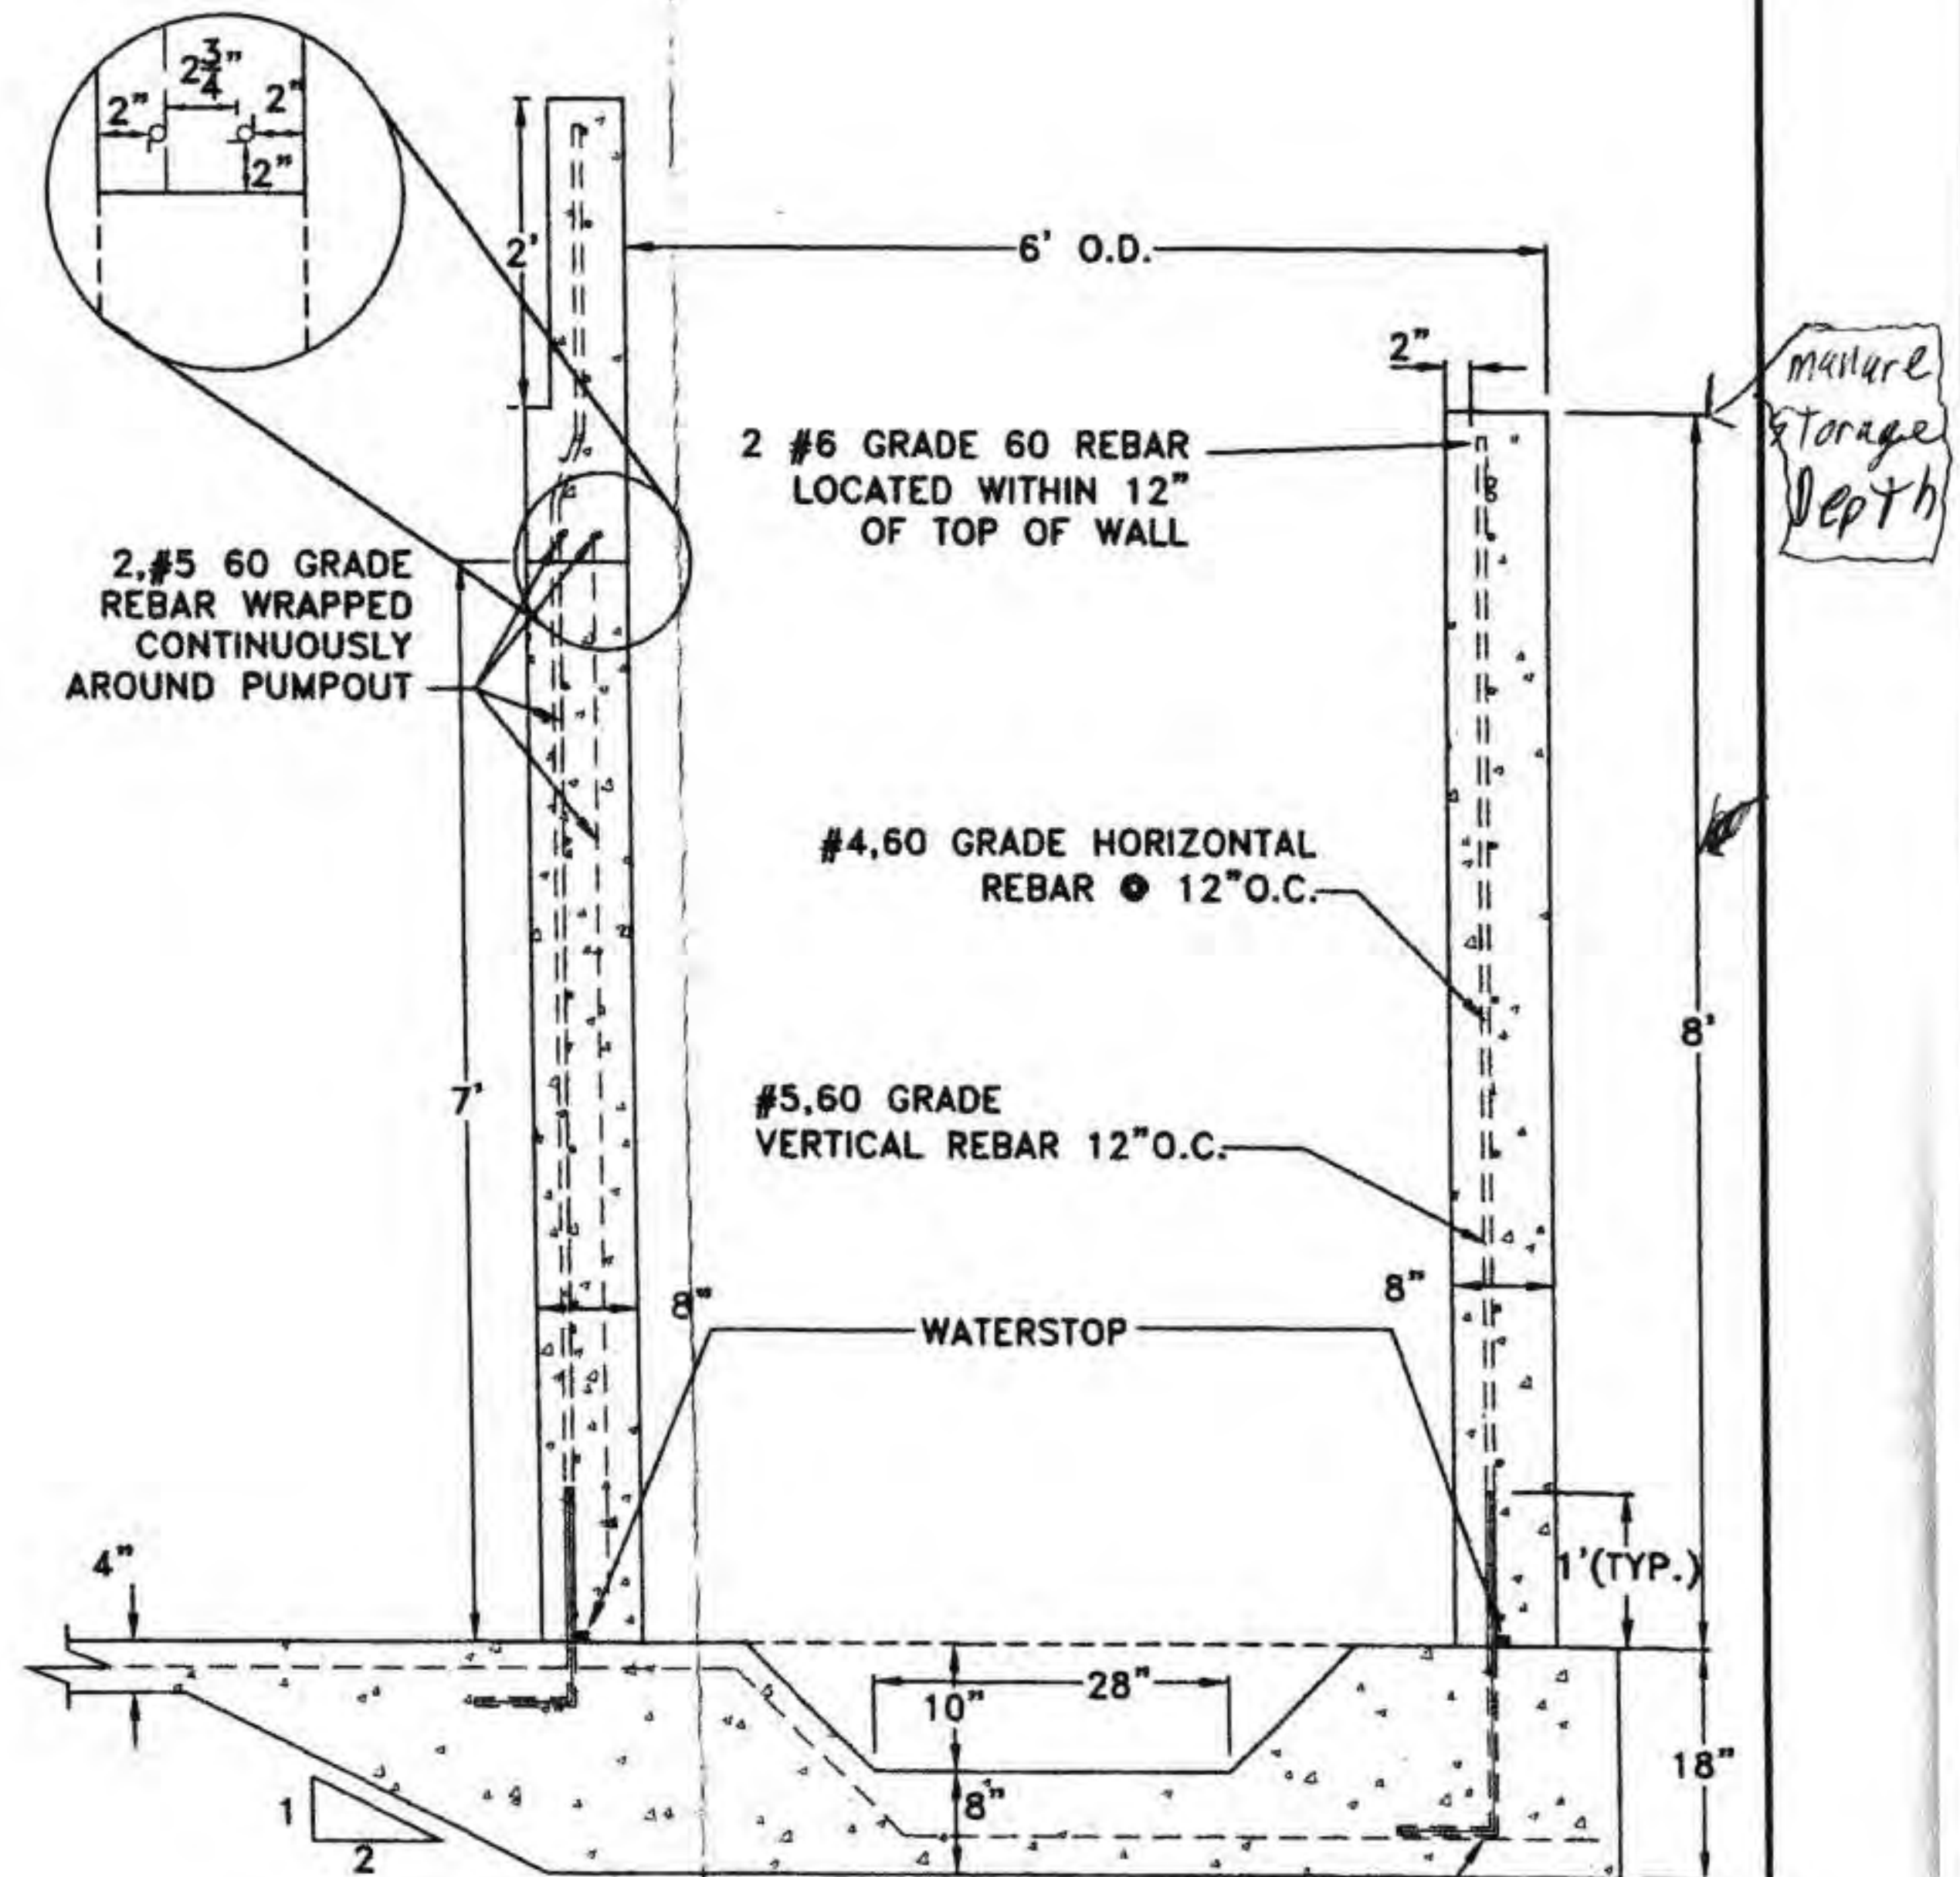 2¾"
2"
2"
2"
2'
6' O.D.
2"
manure
storage
Depth
2 #6 GRADE 60 REBAR
LOCATED WITHIN 12"
OF TOP OF WALL
2,#5 60 GRADE
REBAR WRAPPED
CONTINUOUSLY
AROUND PUMPOUT
#4,60 GRADE HORIZONTAL
REBAR @ 12"O.C.
8'
7'
#5,60 GRADE
VERTICAL REBAR 12"O.C.
8"
8"
WATERSTOP
4"
1'(TYP.)
28"
10"
18"
8"
1
2